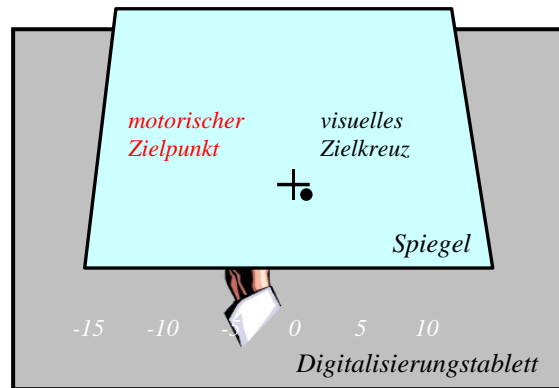 motorischer
Zielpunkt
visuelles
Zielkreuz
Spiegel
-15 -10 -5 0 5 10
Digitalisierungstablett